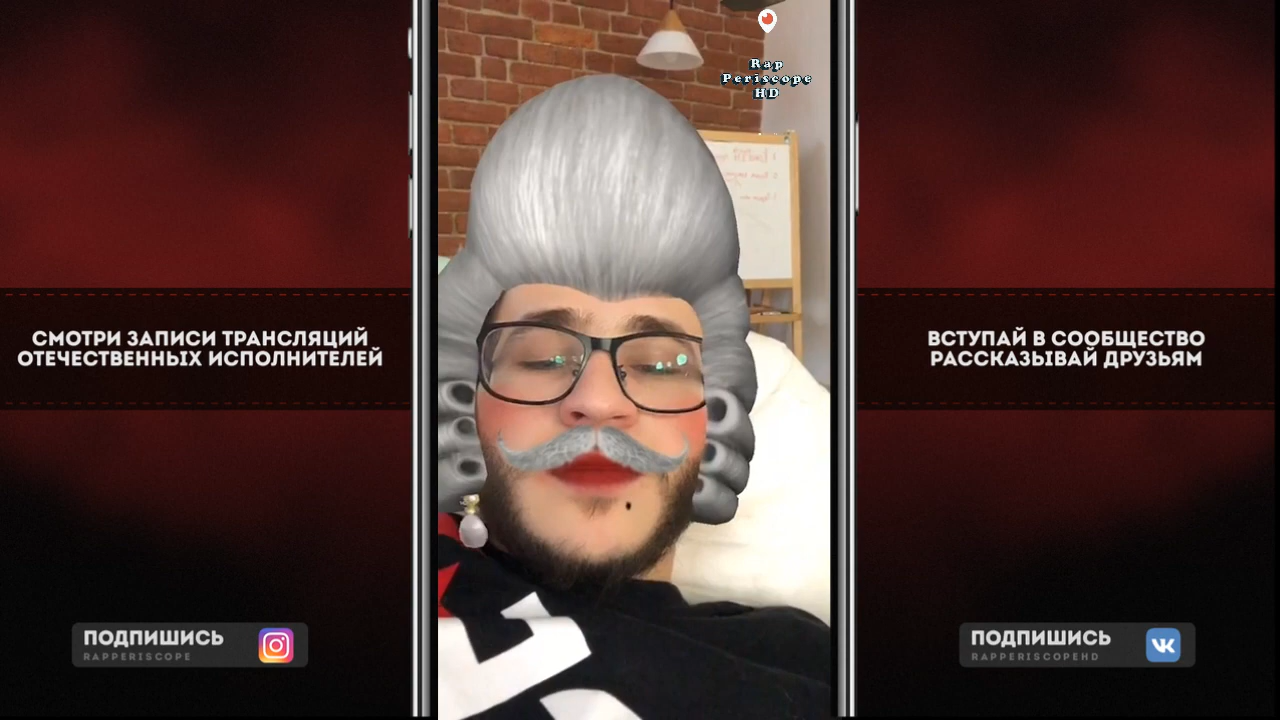 Rap
Periscope
HD
СМОТРИ ЗАПИСИ ТРАНСЛЯЦИЙ
ОТЕЧЕСТВЕННЫХ ИСПОЛНИТЕЛЕЙ
ВСТУПАЙ В СООБЩЕСТВО
РАССКАЗЫВАЙ ДРУЗЬЯМ
ПОДПИШИСЬ
RAPPERISCOPE
ПОДПИШИСЬ
RAPPERISCOPEHD